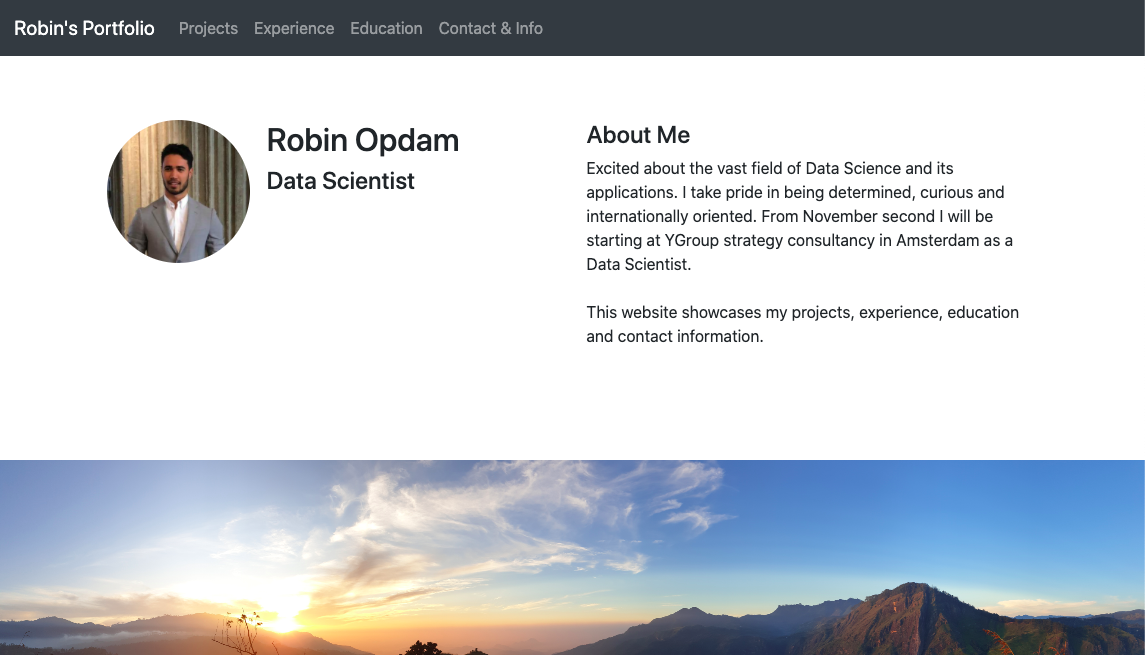 Robin's Portfolio Projects Experience Education Contact & Info
Robin Opdam
Data Scientist
About Me
Excited about the vast field of Data Science and its
applications. I take pride in being determined, curious and
internationally oriented. From November second I will be
starting at YGroup strategy consultancy in Amsterdam as a
Data Scientist.
This website showcases my projects, experience, education
and contact information.